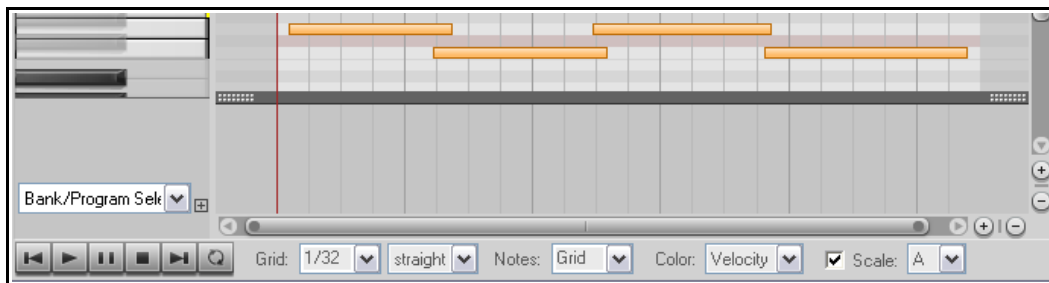 Bank/Program Sele
Grid: 1/32 straight Notes: Grid Color: Velocity Scale: A